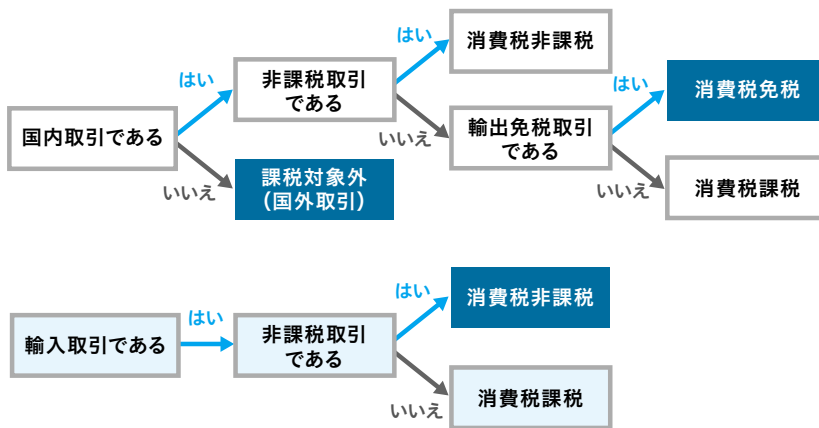 国内取引である
はい
いいえ
非課税取引
である
課税対象外
（国外取引）
はい
いいえ
消費税非課税
輸出免税取引
である
はい
いいえ
消費税免税
消費税課税
輸入取引である
はい
非課税取引
である
はい
いいえ
消費税非課税
消費税課税